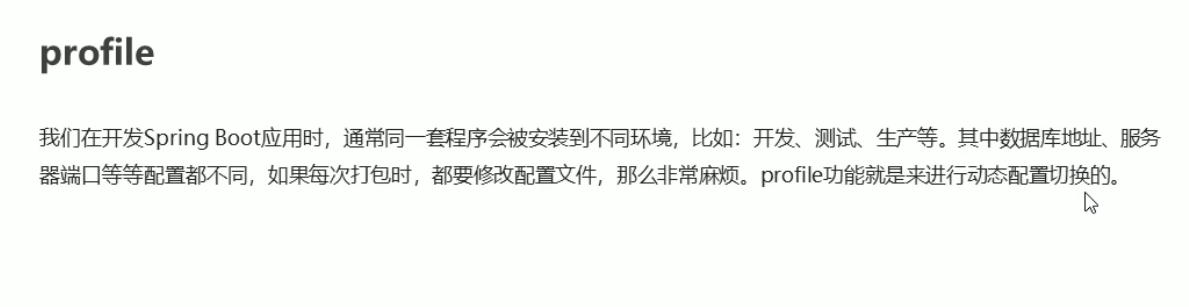 profile
我们在开发Spring Boot应用时，通常同一套程序会被安装到不同环境，比如：开发、测试、生产等。其中数据库地址、服务
器端口等等配置都不同，如果每次打包时，都要修改配置文件，那么非常麻烦。profile功能就是来进行动态配置切换的。